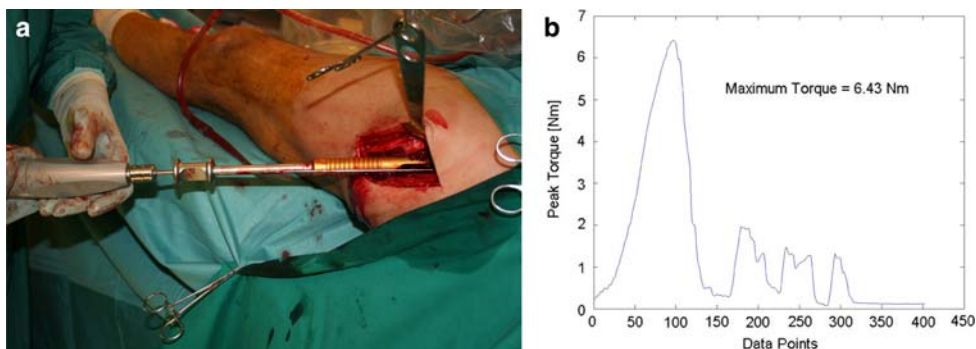 a
b
7
6
5
4
3
2
1
0
Peak Torque [Nm]
Maximum Torque = 6.43 Nm
0 50 100 150 200 250 300 350 400 450
Data Points